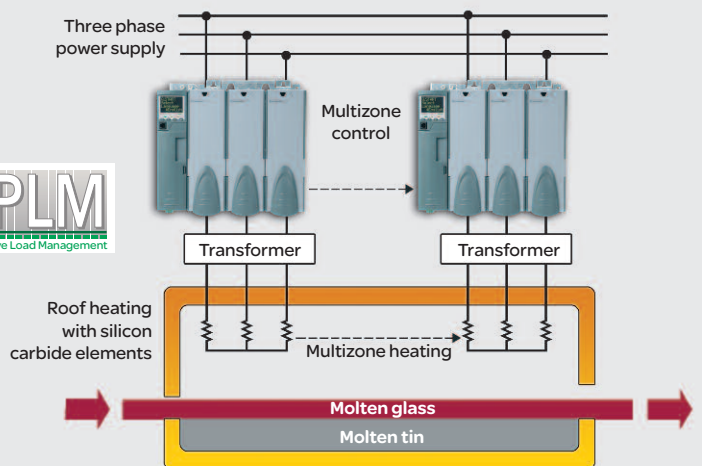 Three phase
power supply
Multizone
control
PLM
ve Load Management
Transformer
Transformer
Roof heating
with silicon
carbide elements
Multizone heating
Molten glass
Molten tin